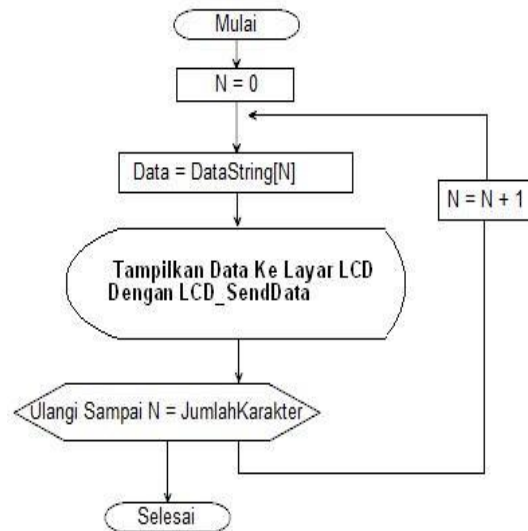 Mulai
N = 0
Data = DataString[N]
N = N + 1
Tampilkan Data Ke Layar LCD
Dengan LCD_SendData
Ulangi Sampai N = JumlahKarakter
Selesai